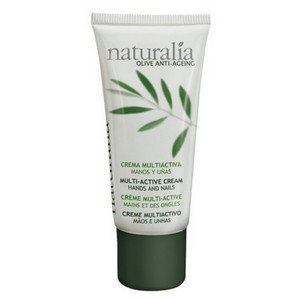 naturalia
OLIVE ANTI-AGEING
CREMA MULTIACTIVA
MANOS Y UÑAS
MULTI-ACTIVE CREAM
HANDS AND NAILS
CRÈME MULTI-ACTIVE
MAINS ET DES ONGLES
CREME MULTIACTIVO
MÃOS E UNHAS